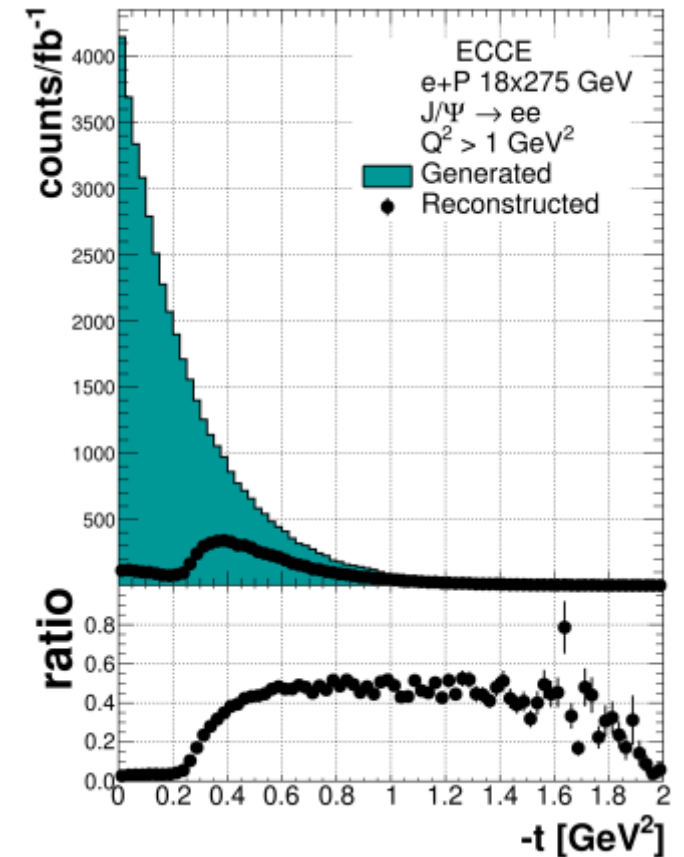 counts/fb⁻¹
4000
3500
3000
2500
2000
1500
1000
500
ECCE
e+P 18x275 GeV
J/Ψ → ee
Q² > 1 GeV²
Generated
Reconstructed
ratio
0.8
0.6
0.4
0.2
0.0
0 0.2 0.4 0.6 0.8 1 1.2 1.4 1.6 1.8 2
-t [GeV²]